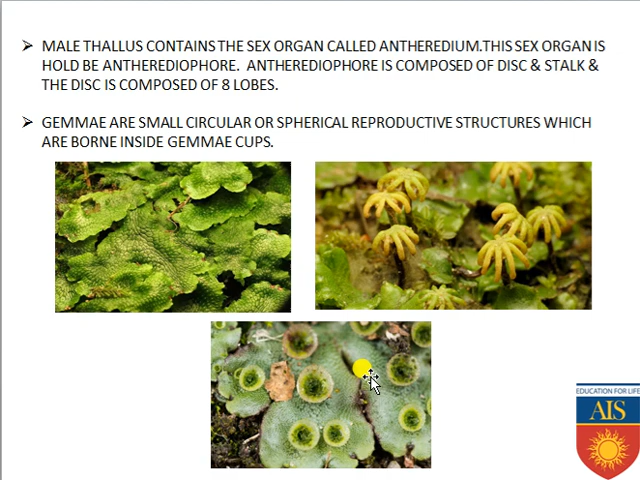 MALE THALLUS CONTAINS THE SEX ORGAN CALLED ANTHEREDIUM.THIS SEX ORGAN IS
HOLD BE ANTHEREDIOPHORE. ANTHEREDIOPHORE IS COMPOSED OF DISC & STALK &
THE DISC IS COMPOSED OF 8 LOBES.
GEMMAE ARE SMALL CIRCULAR OR SPHERICAL REPRODUCTIVE STRUCTURES WHICH
ARE BORNE INSIDE GEMMAE CUPS.
EDUCATION FOR LIFE
AIS